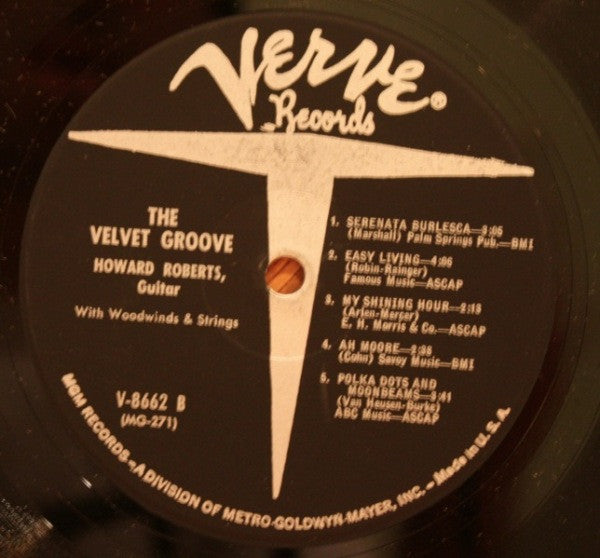 VERVE®
Records
THE
VELVET GROOVE
HOWARD ROBERTS,
Guitar
With Woodwinds & Strings
V-8662 B
(MG-271)
1. SERENATA BURLESCA—3:06
(Marshall) Palm Springs Pub.—BMI
2. EASY LIVING—4:06
(Robin-Rainger)
Famous Music—ASCAP
3. MY SHINING HOUR—2:18
(Arlen-Mercer)
E. H. Morris & Co.—ASCAP
4. AH MOORE—2:36
(Cohn) Savoy Music—BMI
5. POLKA DOTS AND
MOONBEAMS—3:41
(Van Heusen-Burke)
ABC Music—ASCAP
MGM RECORDS—A DIVISION OF METRO-GOLDWYN-MAYER, INC. – Made in U.S.A.